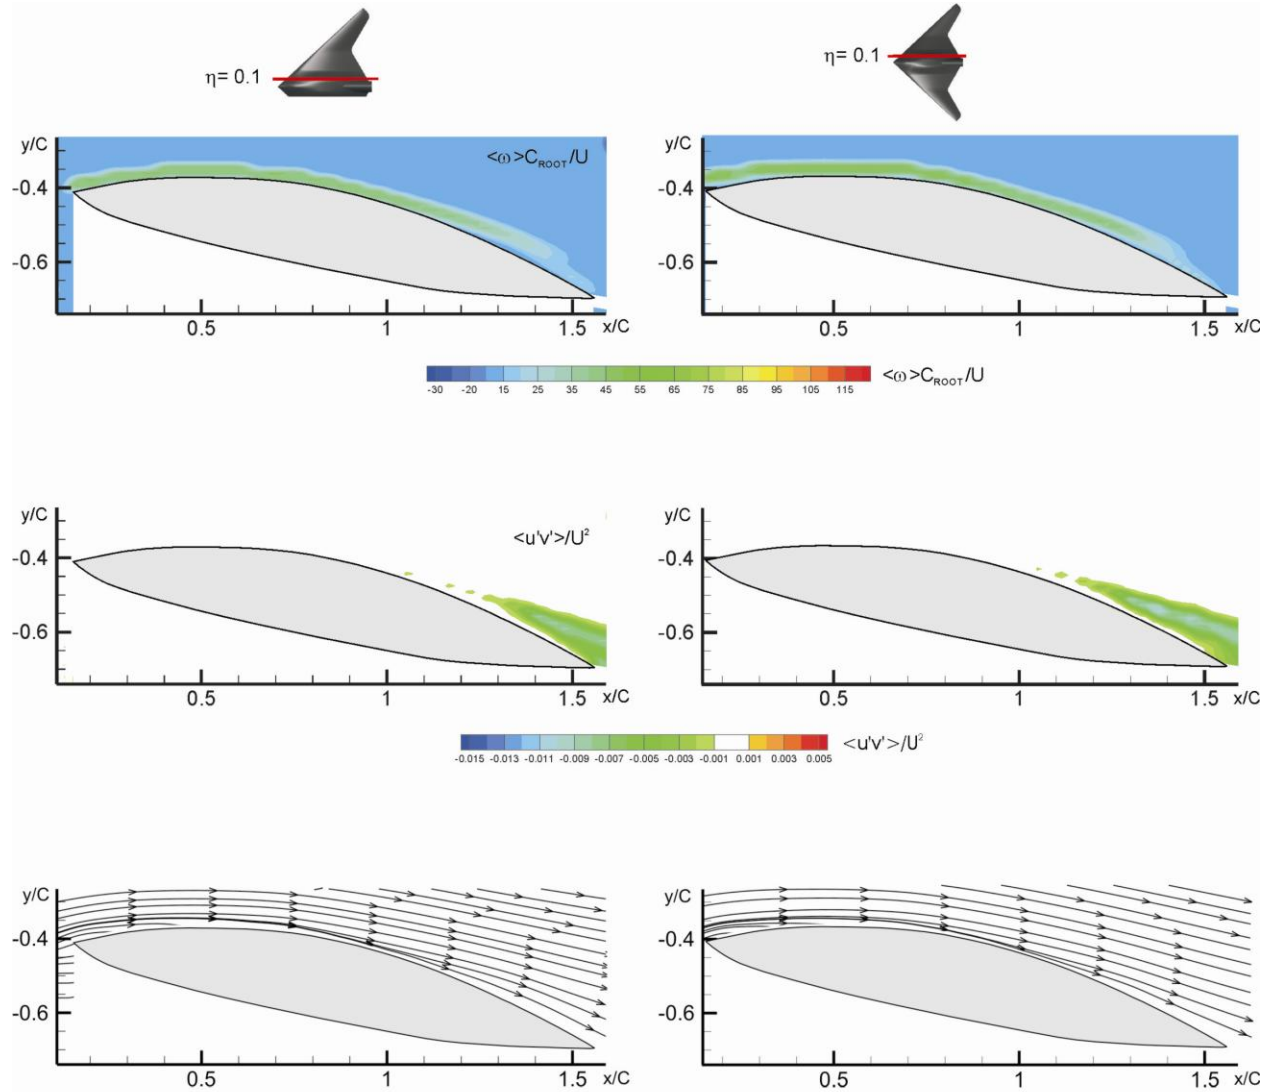 η= 0.1
η= 0.1
y/C
<ω>C_ROOT/U
y/C
-0.4
-0.4
-0.6
-0.6
0.5
1
1.5
x/C
0.5
1
1.5
x/C
-30 -20 15 25 35 45 55 65 75 85 95 105 115
<ω>C_ROOT/U
y/C
<u'v'>/U²
y/C
-0.4
-0.4
-0.6
-0.6
0.5
1
1.5
x/C
0.5
1
1.5
x/C
-0.015 -0.013 -0.011 -0.009 -0.007 -0.005 -0.003 -0.001 0.001 0.003 0.005
<u'v'>/U²
y/C
y/C
-0.4
-0.4
-0.6
-0.6
0.5
1
1.5
x/C
0.5
1
1.5
x/C